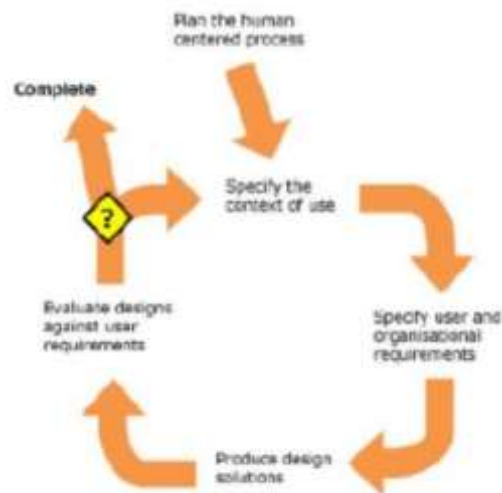 Plan the human
centered process
Complete
Specify the
context of use
?
Evaluate designs
against user
requirements
Specify user and
organisational
requirements
Produce design
solutions